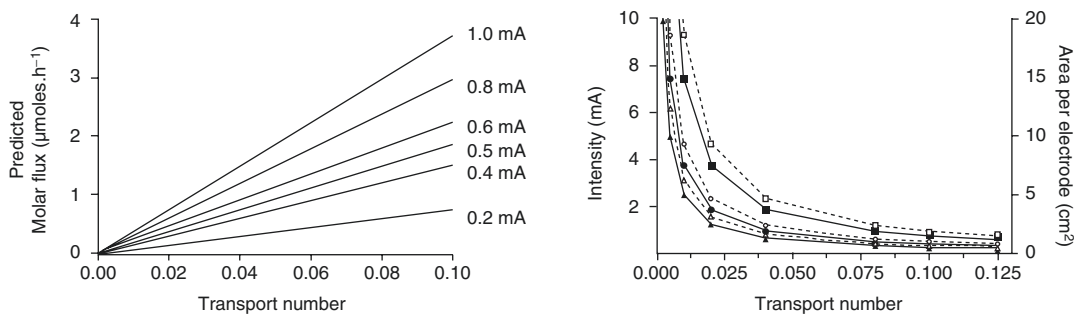 Predicted
Molar flux (μmoles.h⁻¹)
4
3
2
1
0
0.00 0.02 0.04 0.06 0.08 0.10
Transport number
1.0 mA
0.8 mA
0.6 mA
0.5 mA
0.4 mA
0.2 mA
Intensity (mA)
10
8
6
4
2
0.000 0.025 0.050 0.075 0.100 0.125
Transport number
20
15
10
5
0
Area per electrode (cm²)